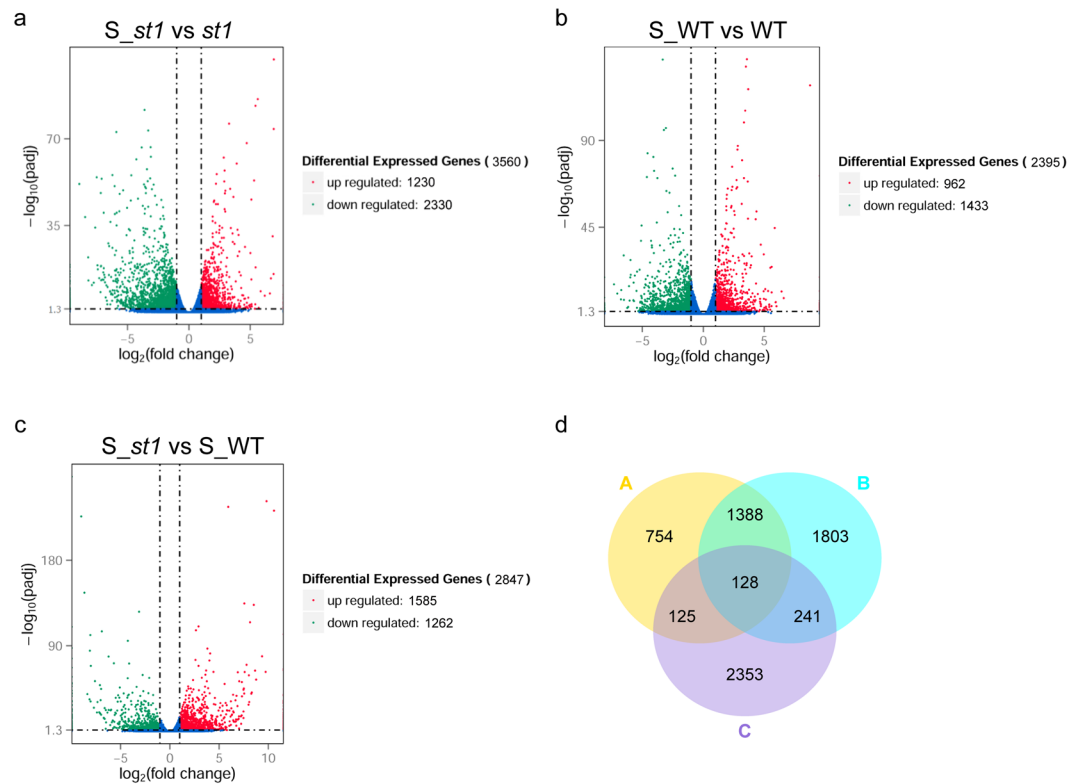 a
S_st1 vs st1
−log10(padj)
70
35
1.3
−5
0
5
log2(fold change)
Differential Expressed Genes ( 3560 )
up regulated: 1230
down regulated: 2330
b
S_WT vs WT
−log10(padj)
90
45
1.3
−5
0
5
log2(fold change)
Differential Expressed Genes ( 2395 )
up regulated: 962
down regulated: 1433
c
S_st1 vs S_WT
−log10(padj)
180
90
1.3
−5
0
5
10
log2(fold change)
Differential Expressed Genes ( 2847 )
up regulated: 1585
down regulated: 1262
d
A
B
754
1388
1803
128
125
241
2353
C